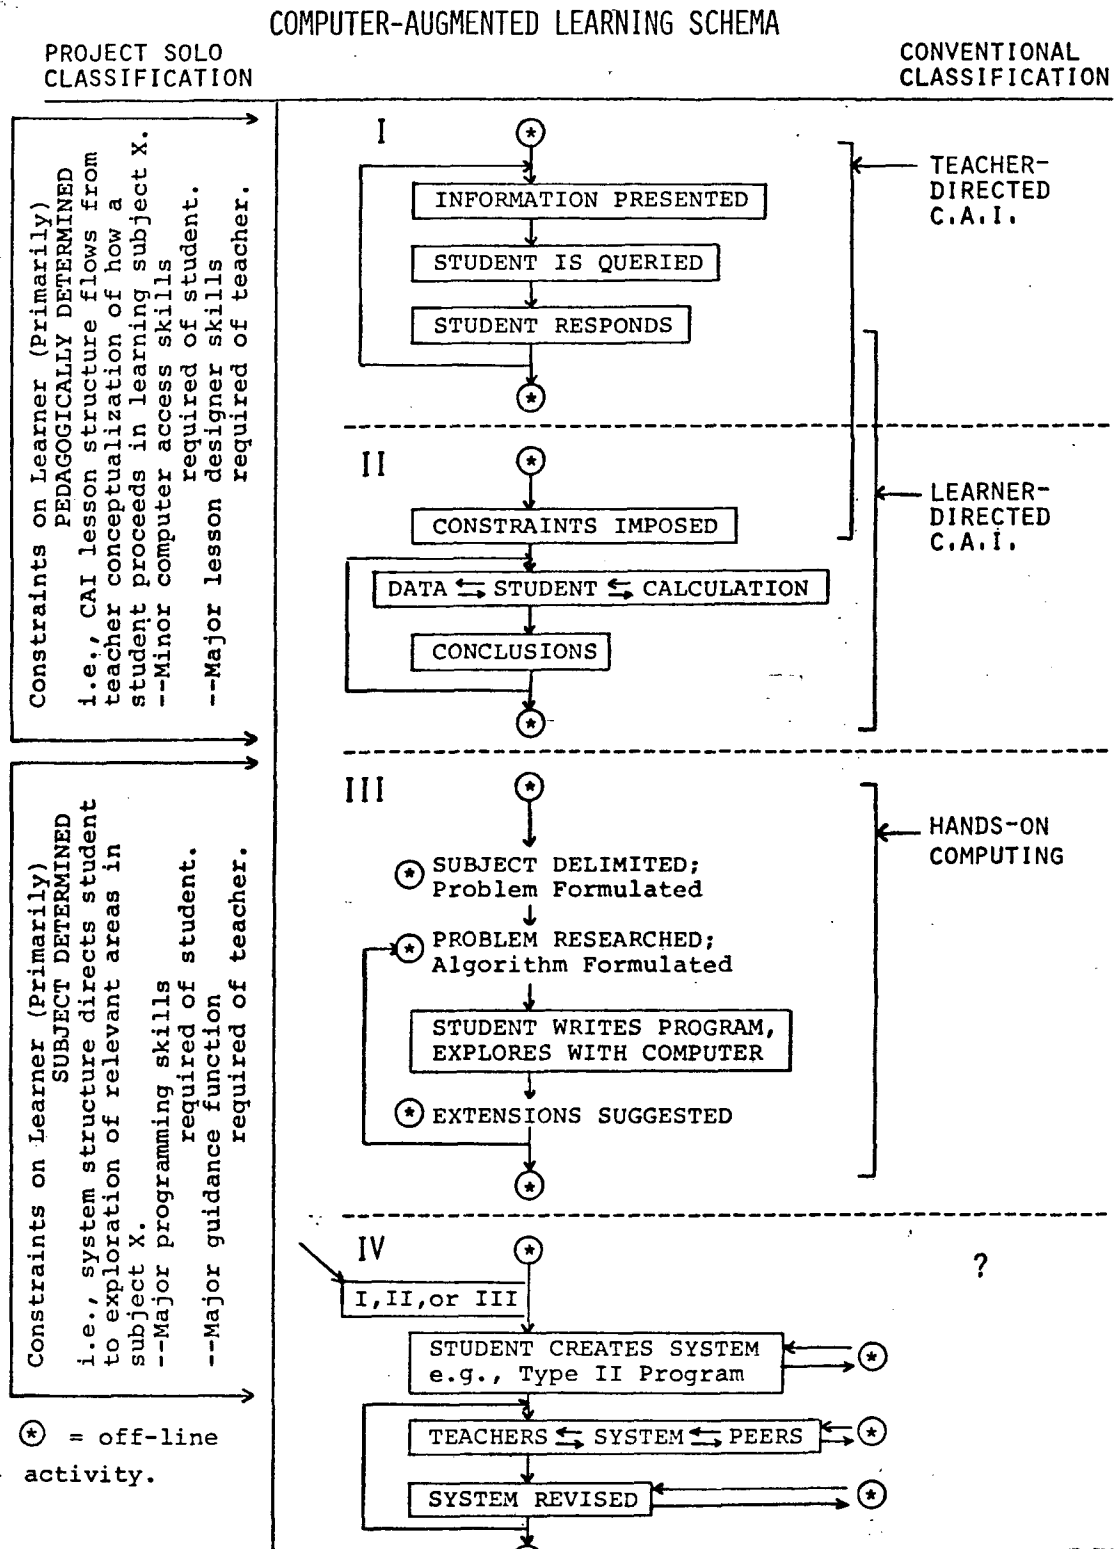 COMPUTER-AUGMENTED LEARNING SCHEMA
PROJECT SOLO
CLASSIFICATION
CONVENTIONAL
CLASSIFICATION
Constraints on Learner (Primarily)
PEDAGOGICALLY DETERMINED
i.e., CAI lesson structure flows from
teacher conceptualization of how a
student proceeds in learning subject X.
--Minor computer access skills
required of student.
--Major lesson designer skills
required of teacher.
Constraints on Learner (Primarily)
SUBJECT DETERMINED
i.e., system structure directs student
to exploration of relevant areas in
subject X.
--Major programming skills
required of student.
--Major guidance function
required of teacher.
* = off-line
activity.
I
*
INFORMATION PRESENTED
STUDENT IS QUERIED
STUDENT RESPONDS
*
TEACHER-
DIRECTED
C.A.I.
II
*
CONSTRAINTS IMPOSED
DATA ⇆ STUDENT ⇆ CALCULATION
CONCLUSIONS
*
LEARNER-
DIRECTED
C.A.I.
III
*
* SUBJECT DELIMITED;
Problem Formulated
* PROBLEM RESEARCHED;
Algorithm Formulated
STUDENT WRITES PROGRAM,
EXPLORES WITH COMPUTER
* EXTENSIONS SUGGESTED
*
HANDS-ON
COMPUTING
IV
*
?
I,II,or III
STUDENT CREATES SYSTEM
e.g., Type II Program
*
TEACHERS ⇆ SYSTEM ⇆ PEERS
*
SYSTEM REVISED
*